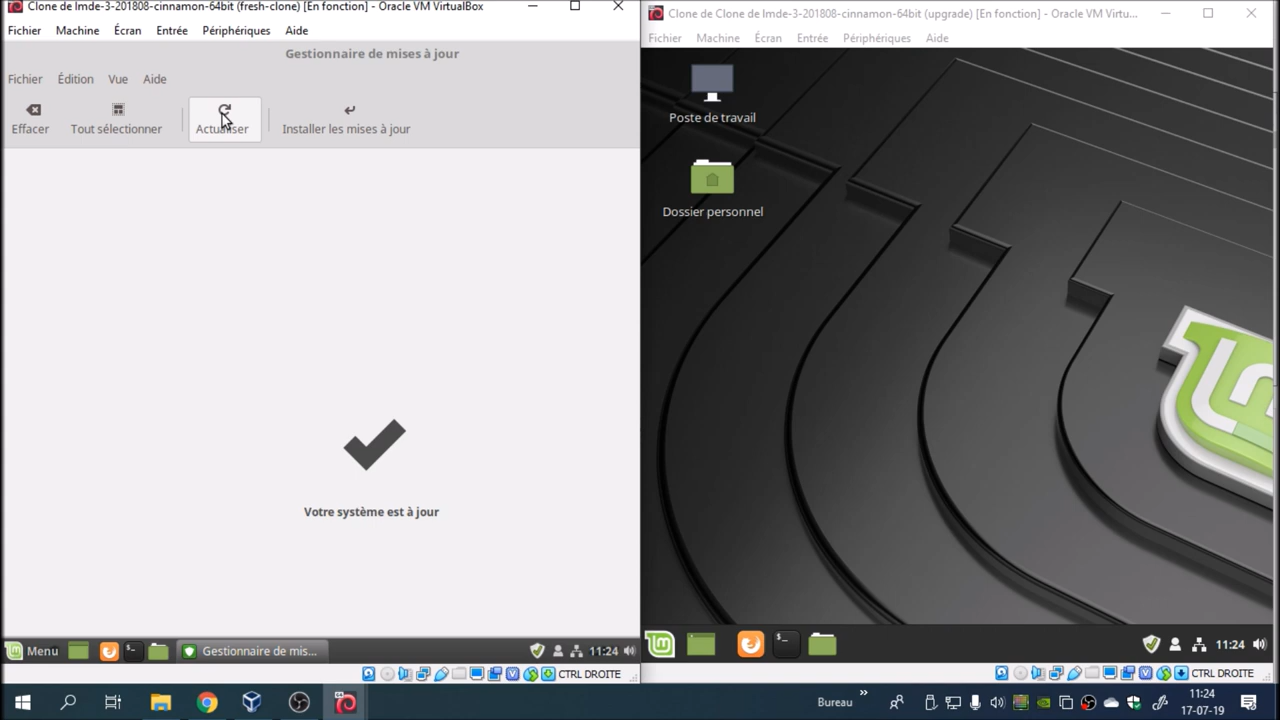 Clone de Clone de lmde-3-201808-cinnamon-64bit (fresh-clone) [En fonction] - Oracle VM VirtualBox
Fichier Machine Écran Entrée Périphériques Aide
Gestionnaire de mises à jour
Fichier Édition Vue Aide
Effacer Tout sélectionner Actualiser Installer les mises à jour
Votre système est à jour
Menu Gestionnaire de mis... 11:24
CTRL DROITE
Clone de Clone de lmde-3-201808-cinnamon-64bit (upgrade) [En fonction] - Oracle VM Virtu...
Fichier Machine Écran Entrée Périphériques Aide
Poste de travail
Dossier personnel
11:24
CTRL DROITE
Bureau
11:24
17-07-19